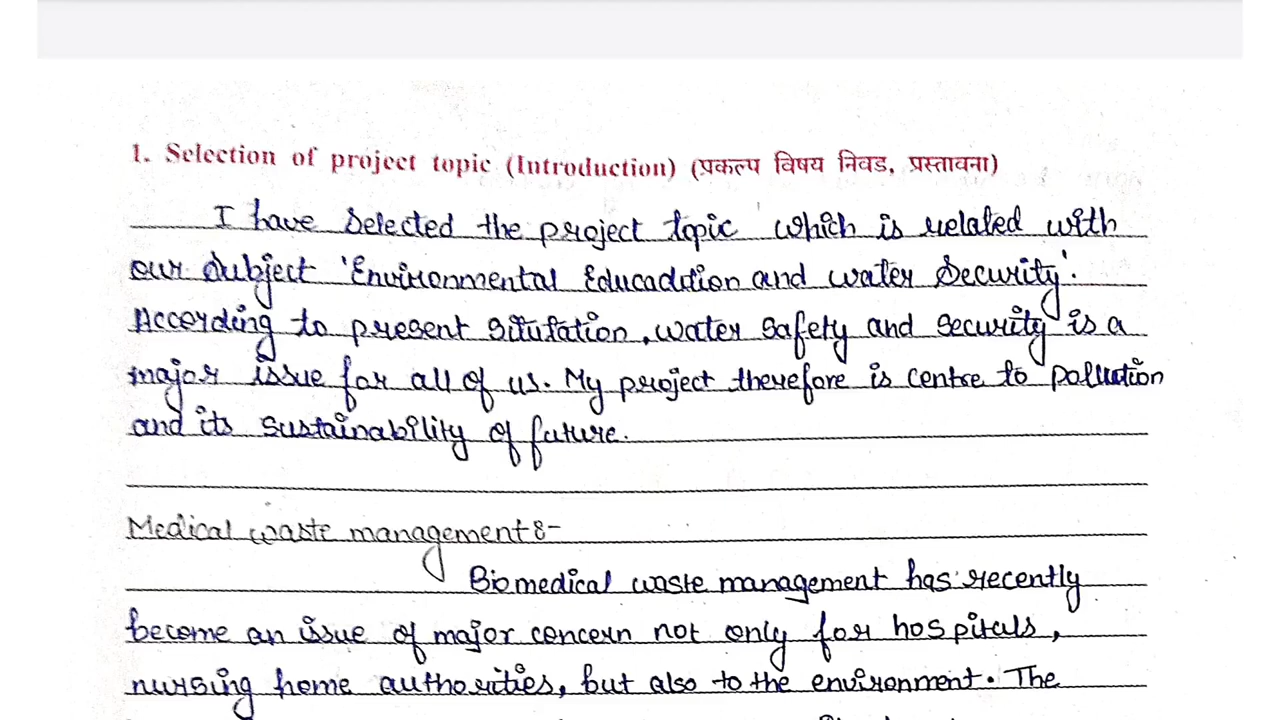 1. Selection of project topic (Introduction) (प्रकल्प विषय निवड, प्रस्तावना)
I have selected the project topic which is related with
our subject 'Environmental Educadtion and water Security'.
According to present situtation, water safety and security is a
major issue for all of us. My project therefore is centre to pollution
and its sustainability of future.
Medical waste management:-
Biomedical waste management has recently
become an issue of major concern not only for hospitals,
nursing home authorities, but also to the environment. The